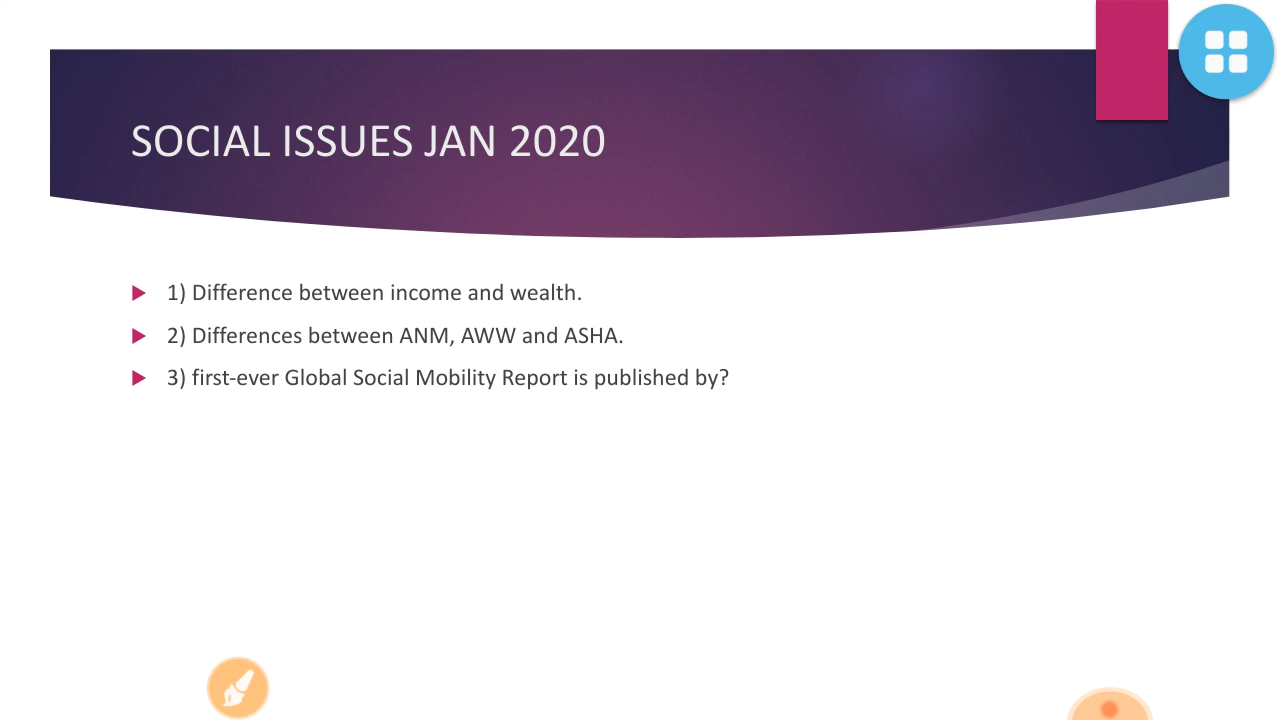 SOCIAL ISSUES JAN 2020
1) Difference between income and wealth.
2) Differences between ANM, AWW and ASHA.
3) first-ever Global Social Mobility Report is published by?